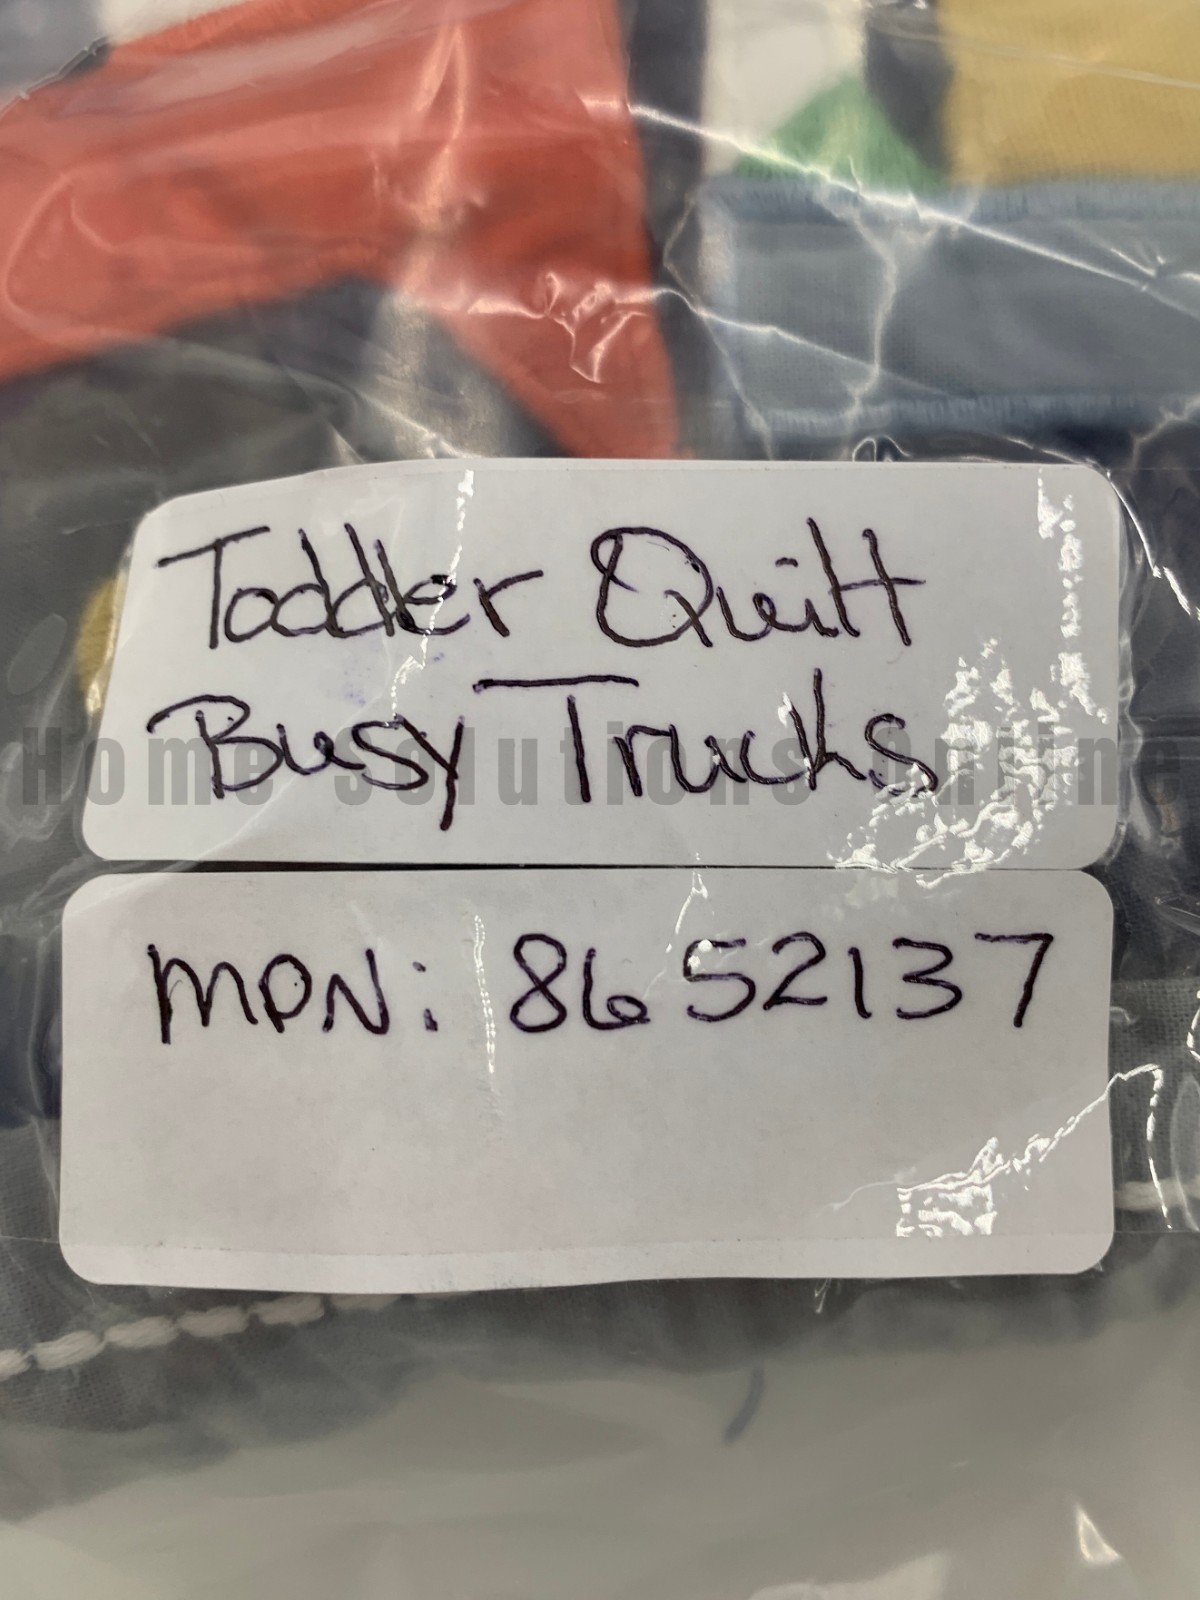 Toddler Quilt
Busy Trucks
Home Solutions Online
MPN: 8652137